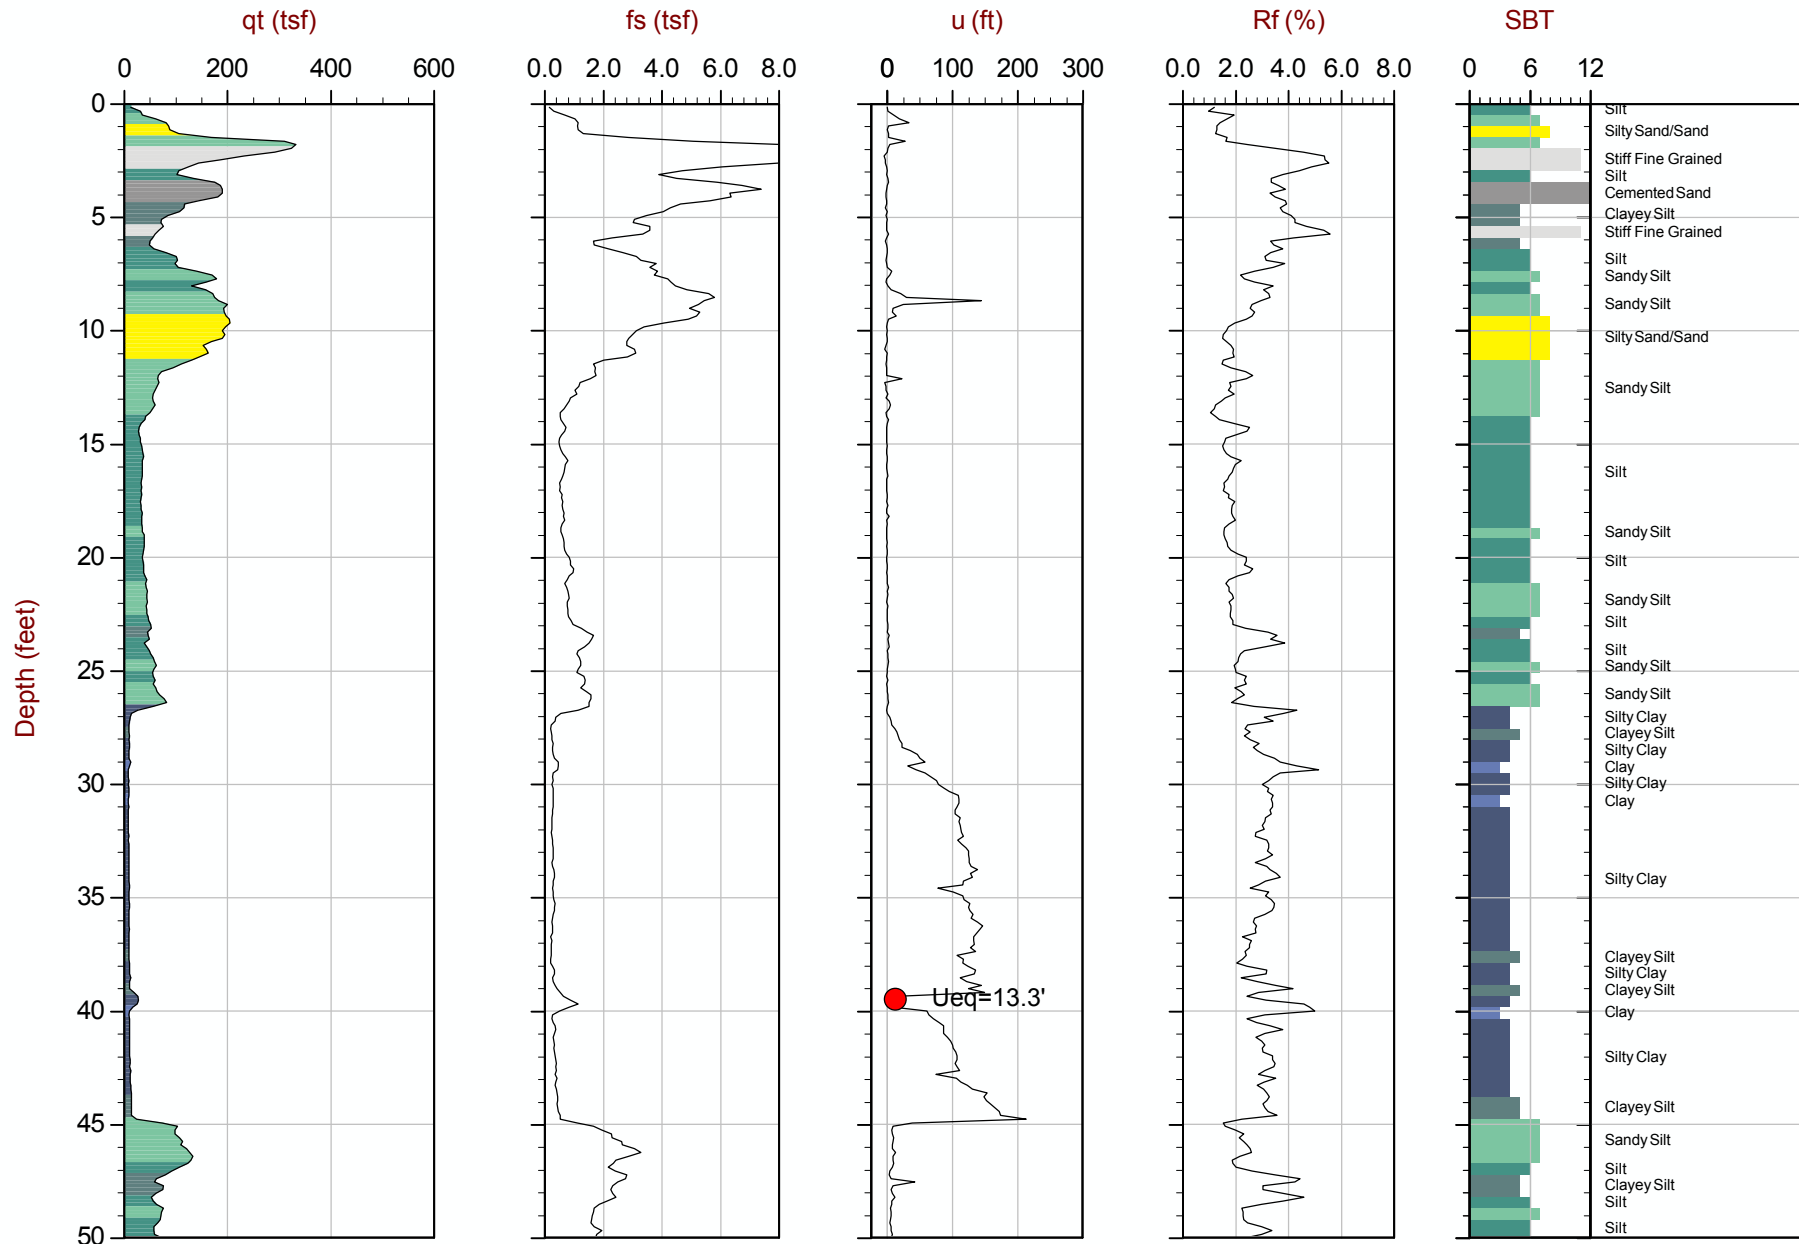 qt (tsf) fs (tsf) u (ft) Rf (%) SBT
0 200 400 600 0.0 2.0 4.0 6.0 8.0 0 100 200 300 0.0 2.0 4.0 6.0 8.0 0 6 12
0
Silt
Silty Sand/Sand
Stiff Fine Grained
Silt
Cemented Sand
Clayey Silt
5
Stiff Fine Grained
Silt
Sandy Silt
Sandy Silt
10
Silty Sand/Sand
Sandy Silt
15
Silt
Sandy Silt
20
Silt
Sandy Silt
Silt
Silt
Sandy Silt
25
Sandy Silt
Silty Clay
Clayey Silt
Silty Clay
Clay
30
Silty Clay
Clay
Silty Clay
35
Clayey Silt
Silty Clay
Clayey Silt
Ueq=13.3'
40
Clay
Silty Clay
Clayey Silt
45
Sandy Silt
Silt
Clayey Silt
Silt
Silt
50
Depth (feet)